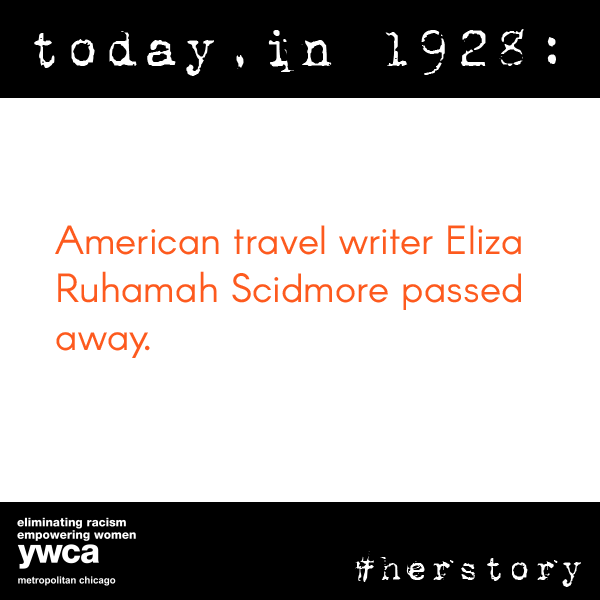 today.in 1928:
American travel writer Eliza
Ruhamah Scidmore passed
away.
eliminating racism
empowering women
ywca
metropolitan chicago
#herstory